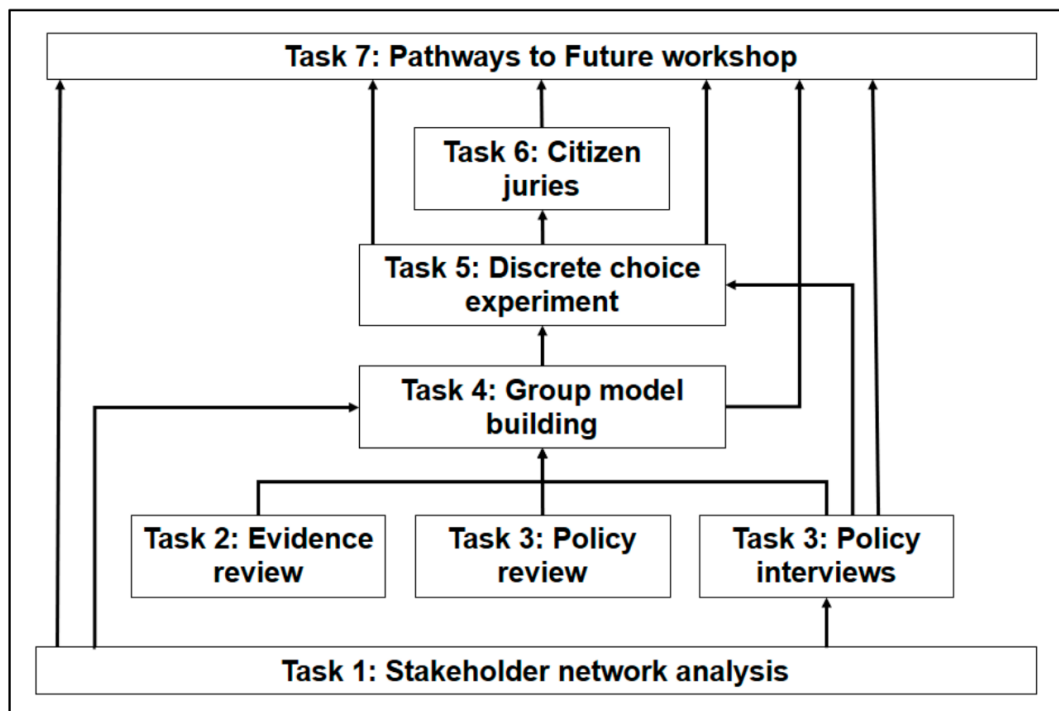 Task 7: Pathways to Future workshop
Task 6: Citizen
juries
Task 5: Discrete choice
experiment
Task 4: Group model
building
Task 2: Evidence
review
Task 3: Policy
review
Task 3: Policy
interviews
Task 1: Stakeholder network analysis